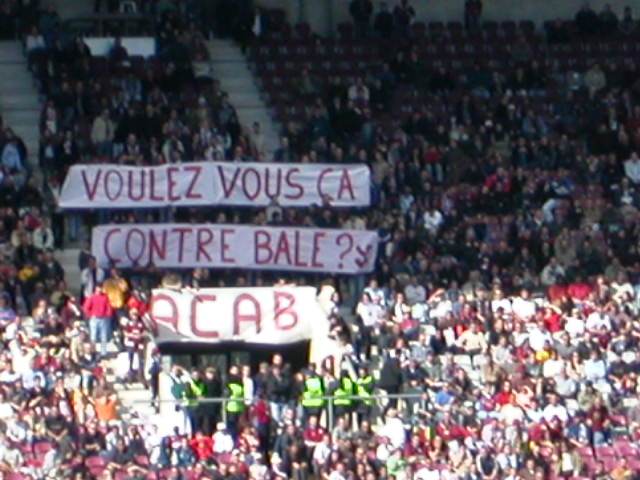 VOULEZ VOUS ÇA
CONTRE BALE ?
ACAB